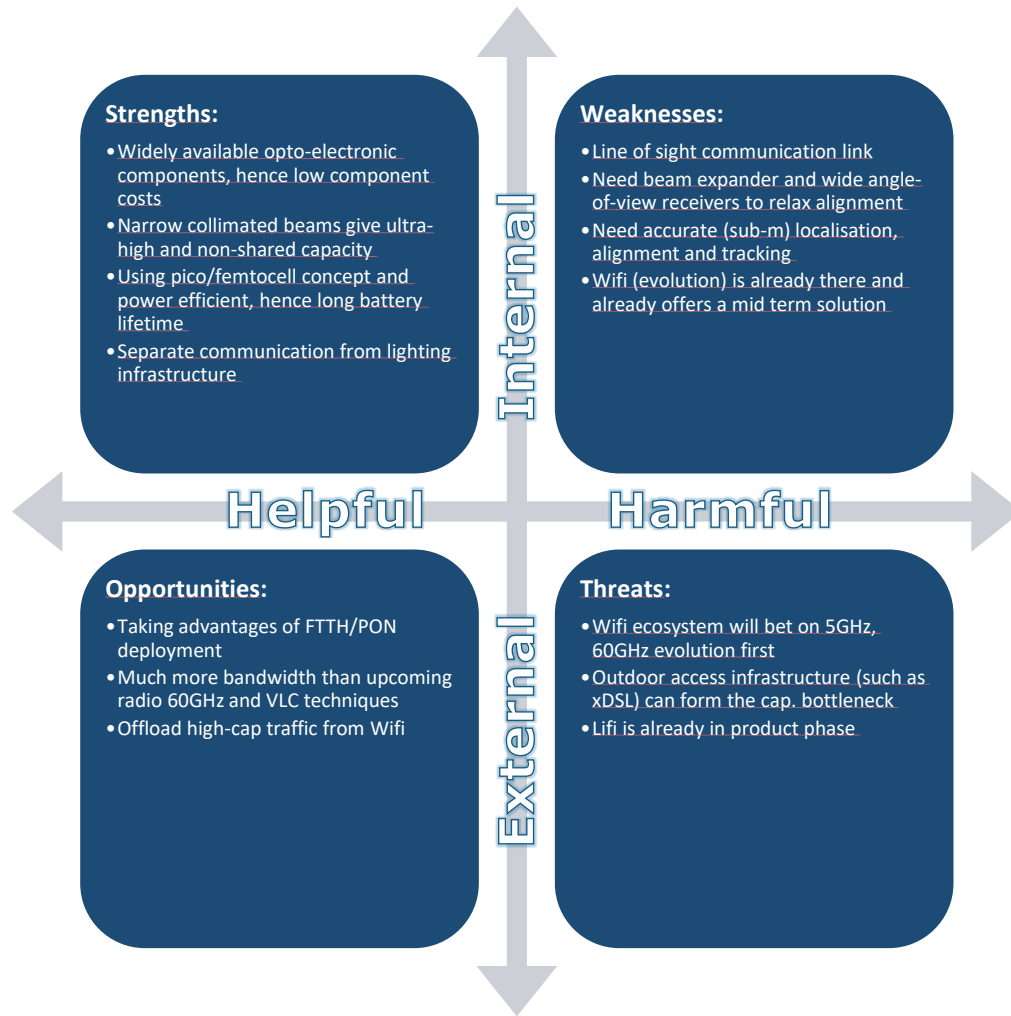 Strengths:
•Widely available opto-electronic
components, hence low component
costs
•Narrow collimated beams give ultra-
high and non-shared capacity
•Using pico/femtocell concept and
power efficient, hence long battery
lifetime
•Separate communication from lighting
infrastructure
Weaknesses:
•Line of sight communication link
•Need beam expander and wide angle-
of-view receivers to relax alignment
•Need accurate (sub-m) localisation,
alignment and tracking
•Wifi (evolution) is already there and
already offers a mid term solution
Internal
Helpful
Harmful
Opportunities:
•Taking advantages of FTTH/PON
deployment
•Much more bandwidth than upcoming
radio 60GHz and VLC techniques
•Offload high-cap traffic from Wifi
Threats:
•Wifi ecosystem will bet on 5GHz,
60GHz evolution first
•Outdoor access infrastructure (such as
xDSL) can form the cap. bottleneck
•Lifi is already in product phase
External